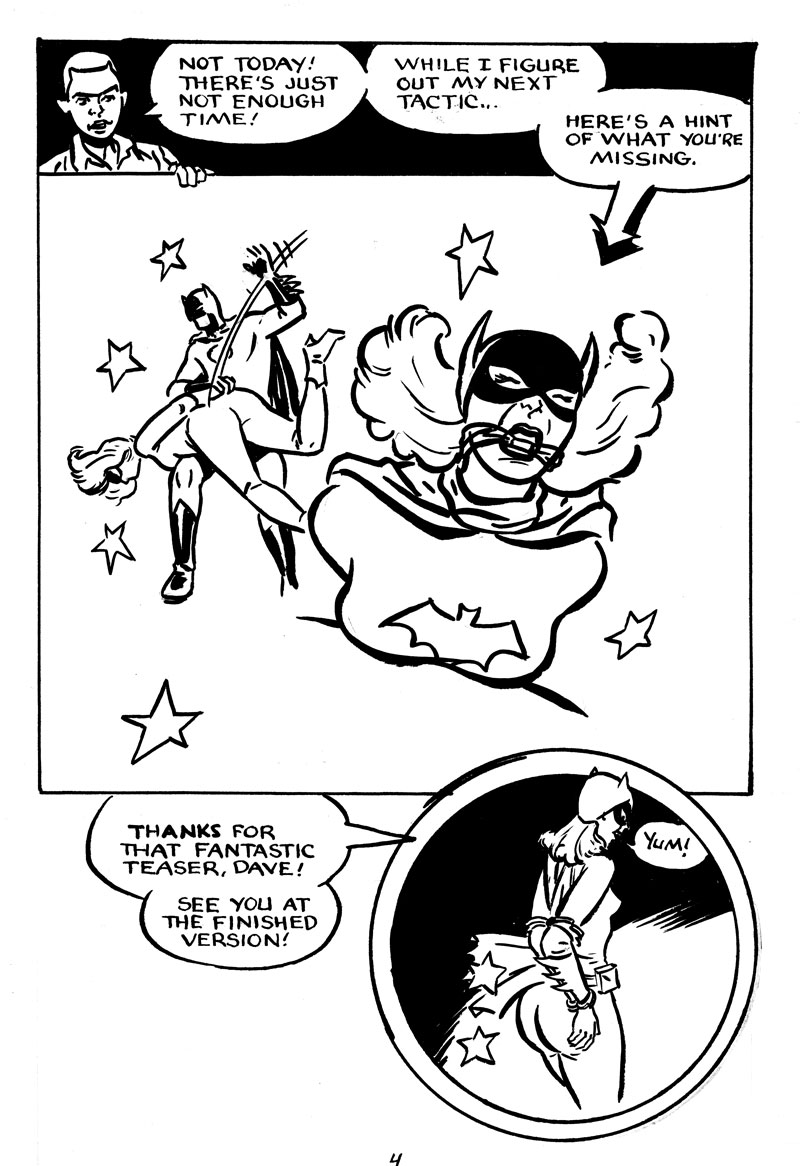 NOT TODAY!
THERE'S JUST
NOT ENOUGH
TIME!
WHILE I FIGURE
OUT MY NEXT
TACTIC...
HERE'S A HINT
OF WHAT YOU'RE
MISSING.
THANKS FOR
THAT FANTASTIC
TEASER, DAVE!
SEE YOU AT
THE FINISHED
VERSION!
YUM!
4